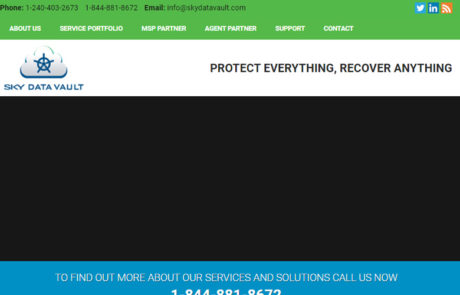 Phone: 1-240-403-2673 1-844-881-8672 Email: info@skydatavault.com
ABOUT US SERVICE PORTFOLIO MSP PARTNER AGENT PARTNER SUPPORT CONTACT
SKY DATA VAULT
PROTECT EVERYTHING, RECOVER ANYTHING
TO FIND OUT MORE ABOUT OUR SERVICES AND SOLUTIONS CALL US NOW
1-844-881-8672